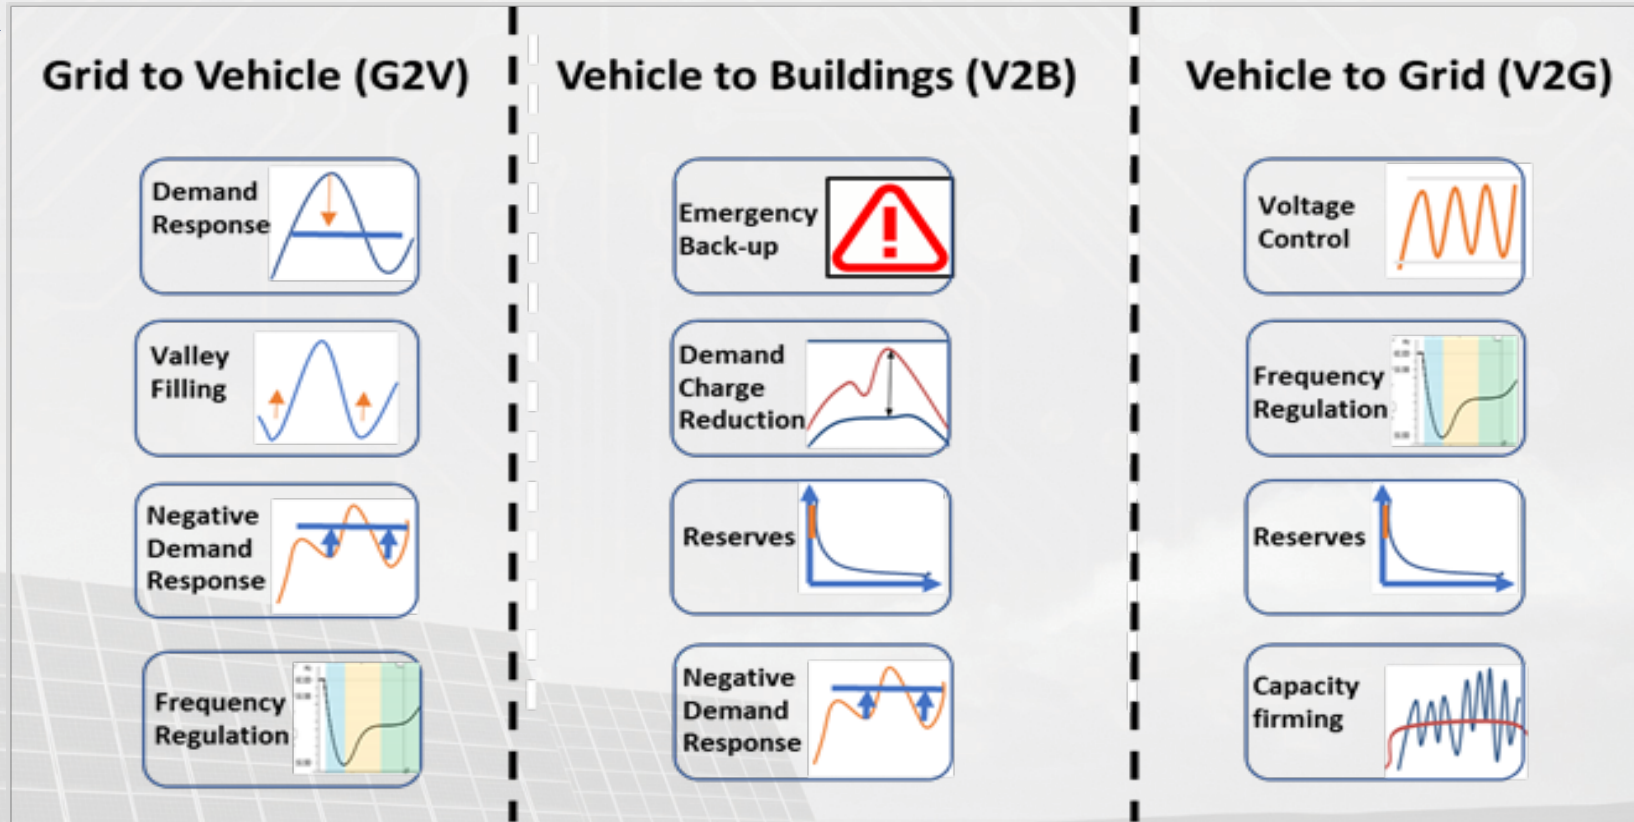 Grid to Vehicle (G2V)
Demand
Response
Valley
Filling
Negative
Demand
Response
Frequency
Regulation
Vehicle to Buildings (V2B)
Emergency
Back-up
Demand
Charge
Reduction
Reserves
Negative
Demand
Response
Vehicle to Grid (V2G)
Voltage
Control
Frequency
Regulation
Reserves
Capacity
firming